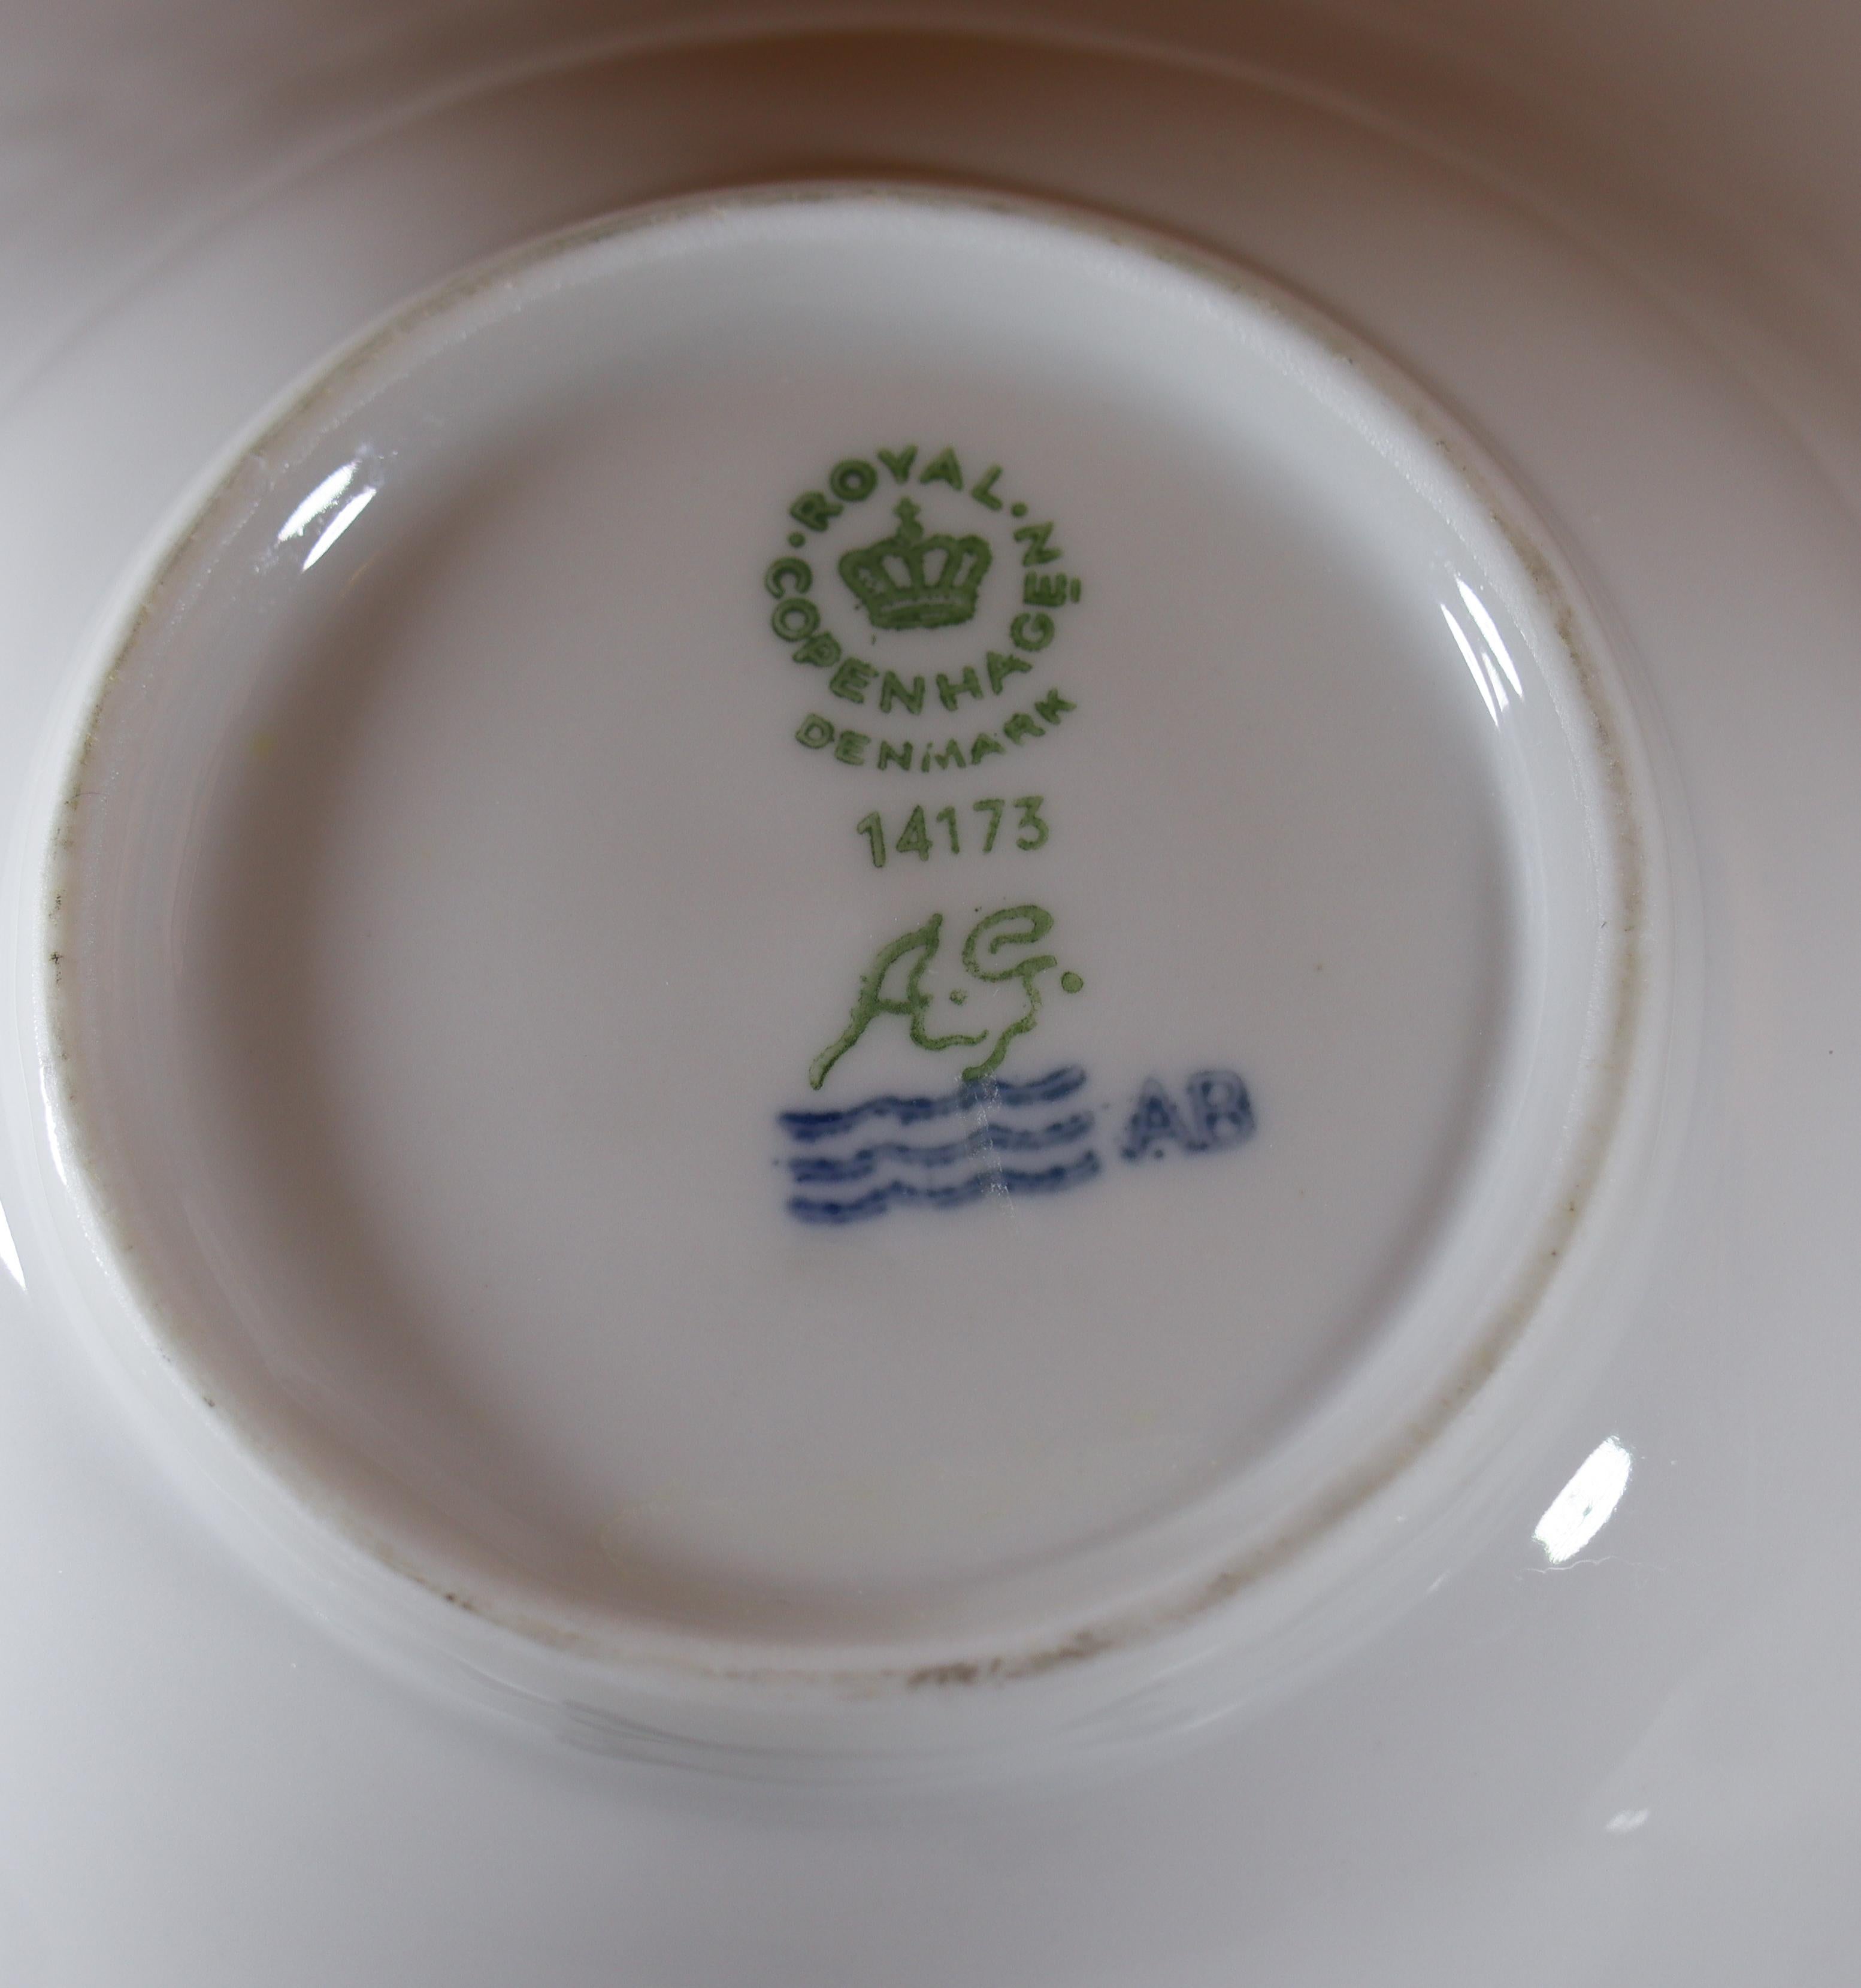 ROYAL
COPENHAGEN
DENMARK
14173
A.G.
AB